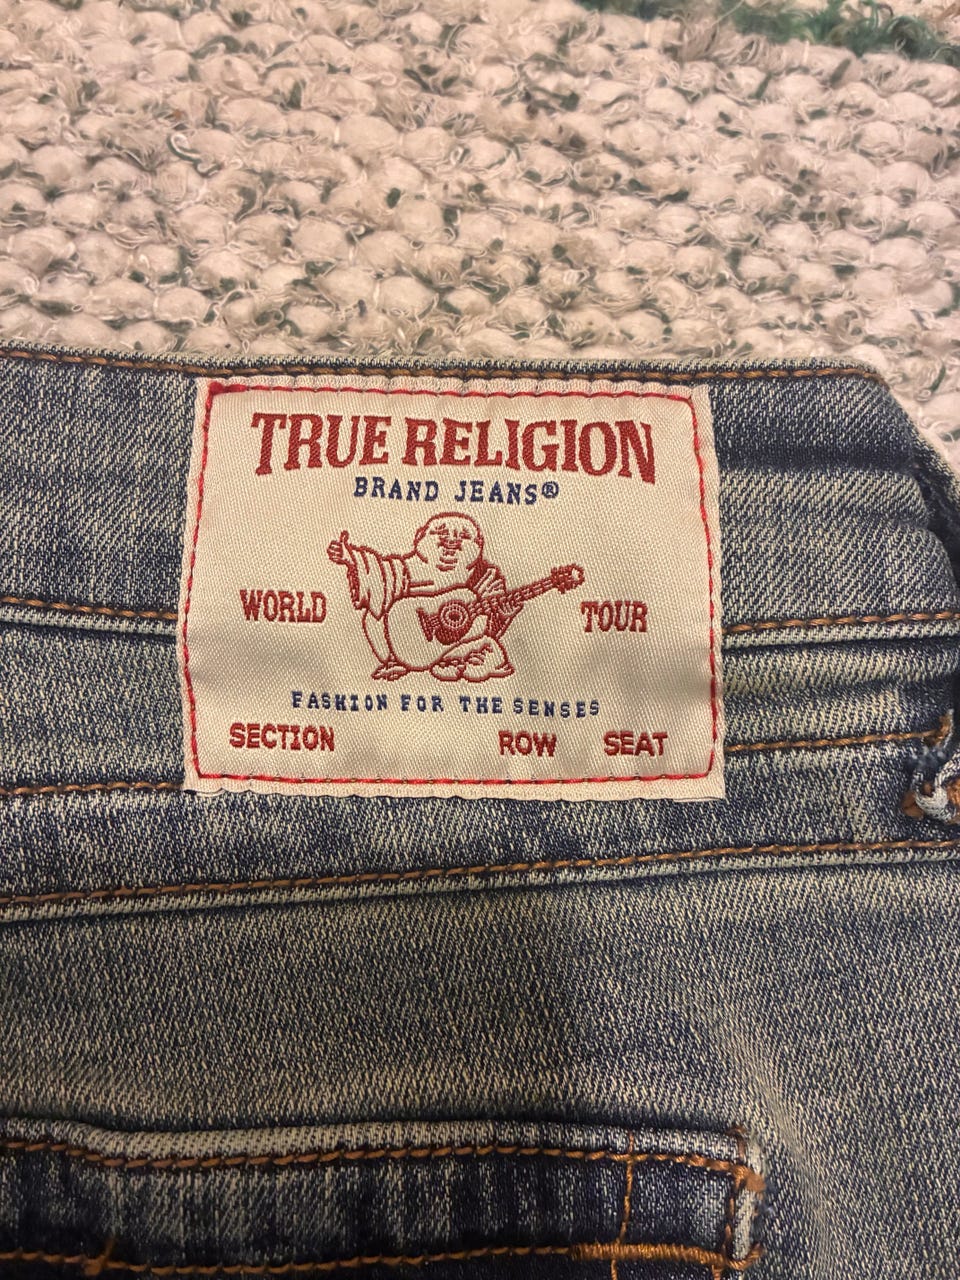 TRUE RELIGION
BRAND JEANS®
WORLD TOUR
FASHION FOR THE SENSES
SECTION ROW SEAT